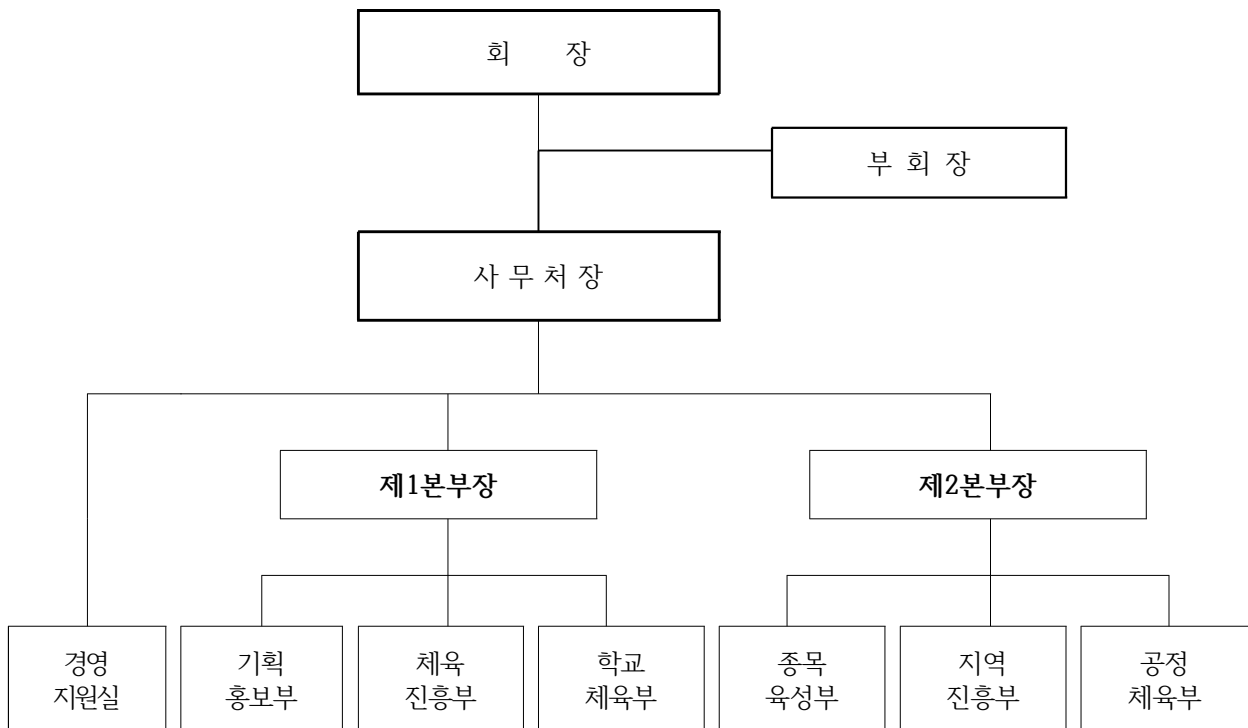 회 장
부 회 장
사 무 처 장
제1본부장
제2본부장
경영
지원실
기획
홍보부
체육
진흥부
학교
체육부
종목
육성부
지역
진흥부
공정
체육부